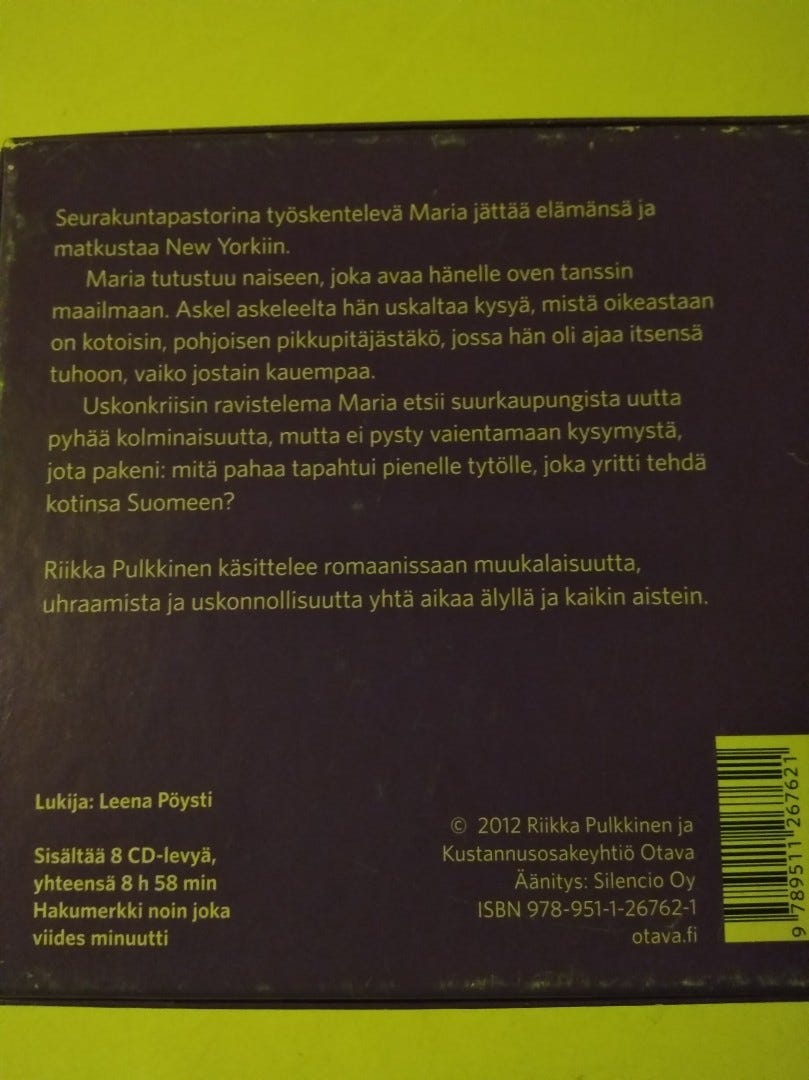 Seurakuntapastorina työskentelevä Maria jättää elämänsä ja
matkustaa New Yorkiin.
Maria tutustuu naiseen, joka avaa hänelle oven tanssin
maailmaan. Askel askeleelta hän uskaltaa kysyä, mistä oikeastaan
on kotoisin, pohjoisen pikkupitäjästäkö, jossa hän oli ajaa itsensä
tuhoon, vaiko jostain kauempaa.
Uskonkriisin ravistelema Maria etsii suurkaupungista uutta
pyhää kolminaisuutta, mutta ei pysty vaientamaan kysymystä,
jota pakeni: mitä pahaa tapahtui pienelle tytölle, joka yritti tehdä
kotinsa Suomeen?
Riikka Pulkkinen käsittelee romaanissaan muukalaisuutta,
uhraamista ja uskonnollisuutta yhtä aikaa älyllä ja kaikin aistein.
Lukija: Leena Pöysti
Sisältää 8 CD-levyä,
yhteensä 8 h 58 min
Hakumerkki noin joka
viides minuutti
© 2012 Riikka Pulkkinen ja
Kustannusosakeyhtiö Otava
Äänitys: Silencio Oy
ISBN 978-951-1-26762-1
otava.fi
9 789511 267621